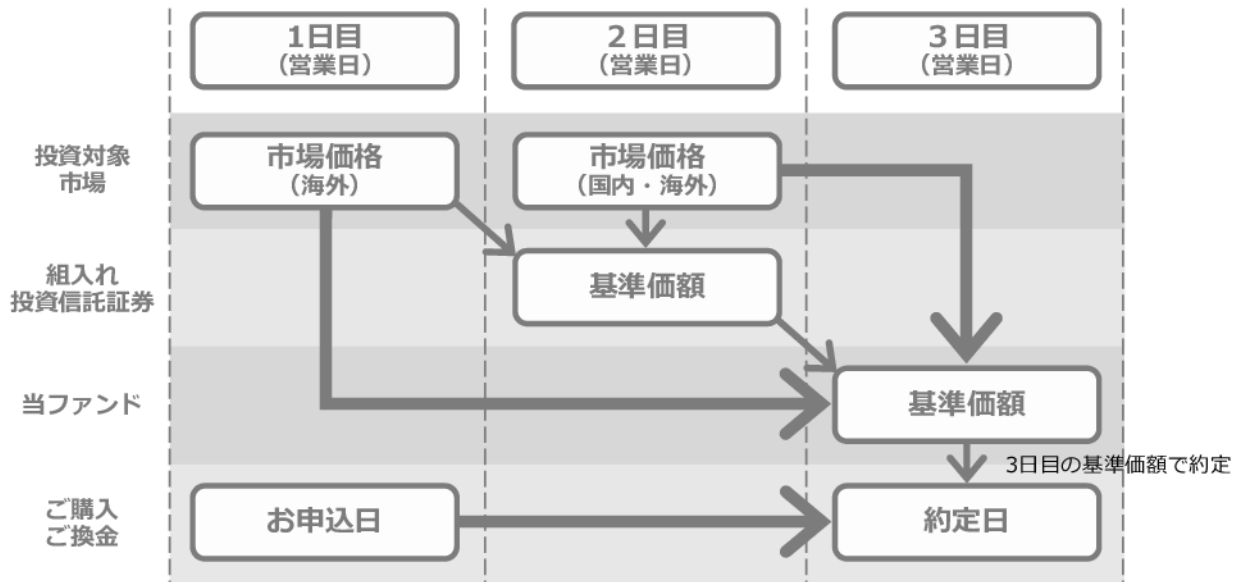 1日目
（営業日）
２日目
（営業日）
３日目
（営業日）
投資対象
市場
市場価格
（海外）
市場価格
（国内・海外）
組入れ
投資信託証券
基準価額
当ファンド
基準価額
3日目の基準価額で約定
ご購入
ご換金
お申込日
約定日